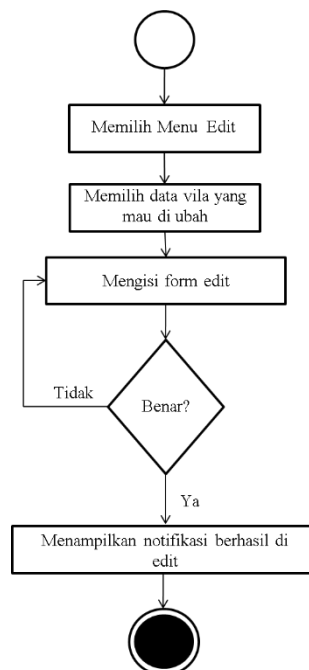 Memilih Menu Edit
Memilih data vila yang
mau di ubah
Mengisi form edit
Tidak
Benar?
Ya
Menampilkan notifikasi berhasil di
edit